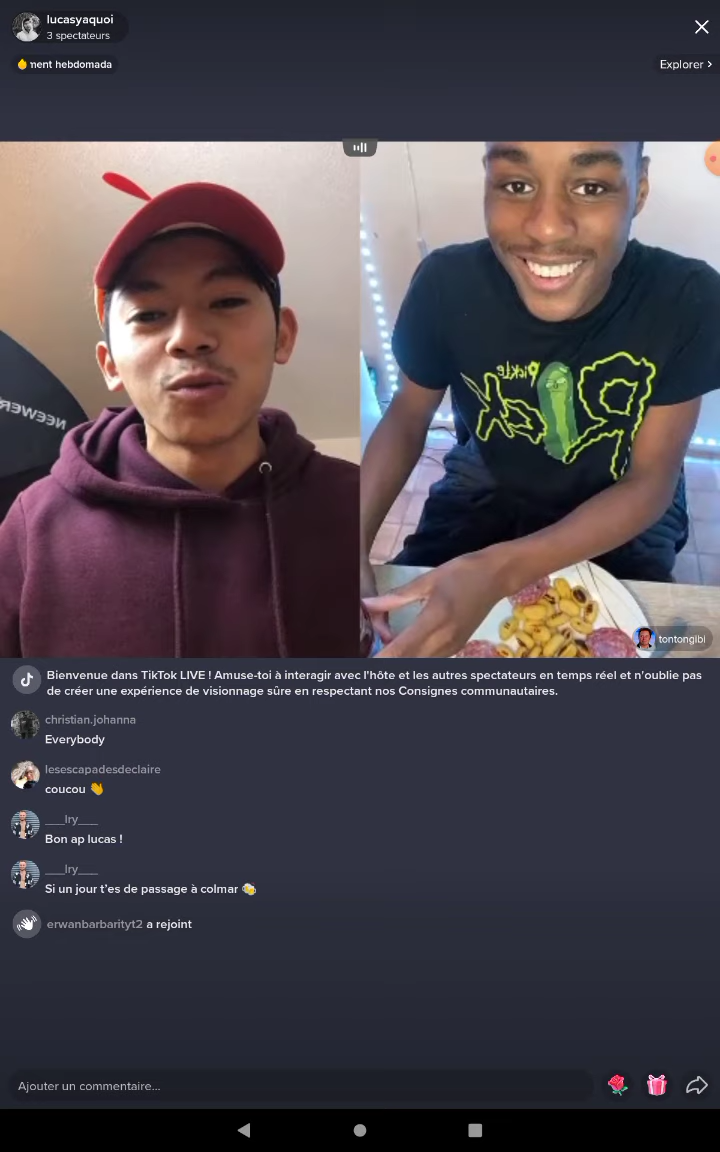 lucasyaquoi
3 spectateurs
ment hebdomada
Explorer >
NEEWER
Pickle
Rick
tontongibi
Bienvenue dans TikTok LIVE ! Amuse-toi à interagir avec l'hôte et les autres spectateurs en temps réel et n'oublie pas
de créer une expérience de visionnage sûre en respectant nos Consignes communautaires.
christian.johanna
Everybody
lesescapadesdeclaire
coucou 👋
___lry___
Bon ap lucas !
___lry___
Si un jour t'es de passage à colmar 🍻
erwanbarbarityt2 a rejoint
Ajouter un commentaire...